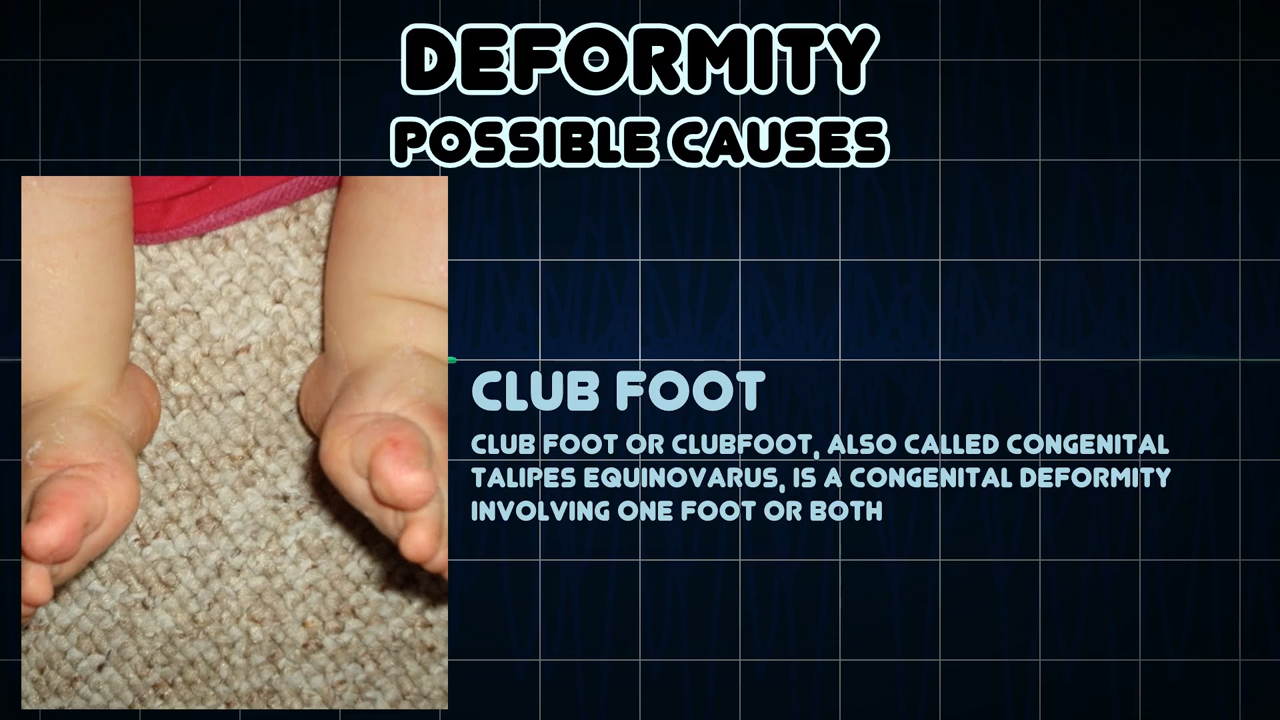 DEFORMITY
POSSIBLE CAUSES
CLUB FOOT
CLUB FOOT OR CLUBFOOT, ALSO CALLED CONGENITAL
TALIPES EQUINOVARUS, IS A CONGENITAL DEFORMITY
INVOLVING ONE FOOT OR BOTH